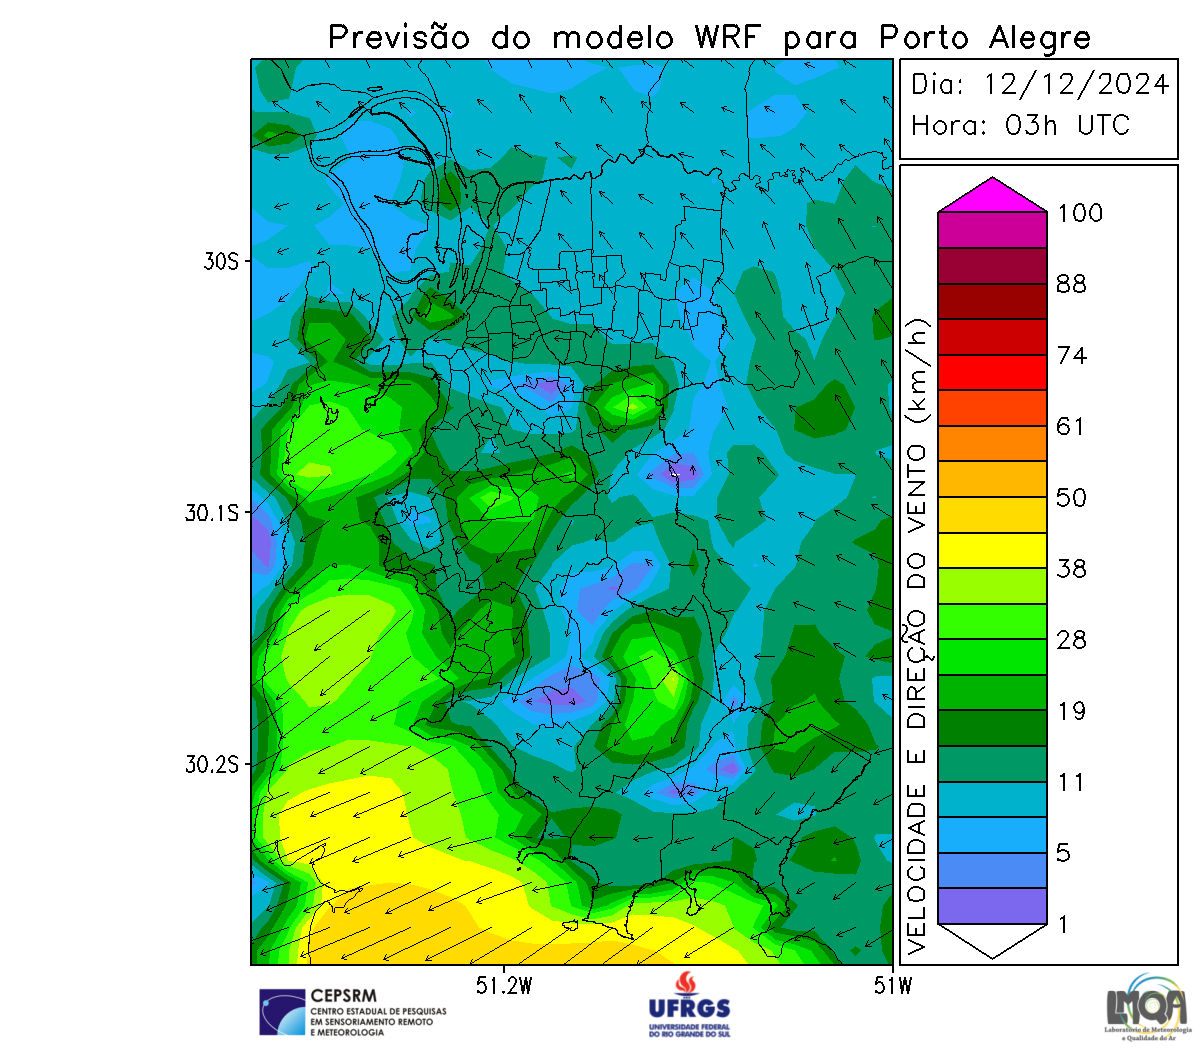 Previsão do modelo WRF para Porto Alegre
Dia: 12/12/2024
Hora: 03h UTC
30S
30.1S
30.2S
51.2W
51W
VELOCIDADE E DIREÇÃO DO VENTO (km/h)
100
88
74
61
50
38
28
19
11
5
1
CEPSRM
CENTRO ESTADUAL DE PESQUISAS
EM SENSORIAMENTO REMOTO
E METEOROLOGIA
UFRGS
UNIVERSIDADE FEDERAL
DO RIO GRANDE DO SUL
LMQA
Laboratório de Meteorologia
e Qualidade do Ar